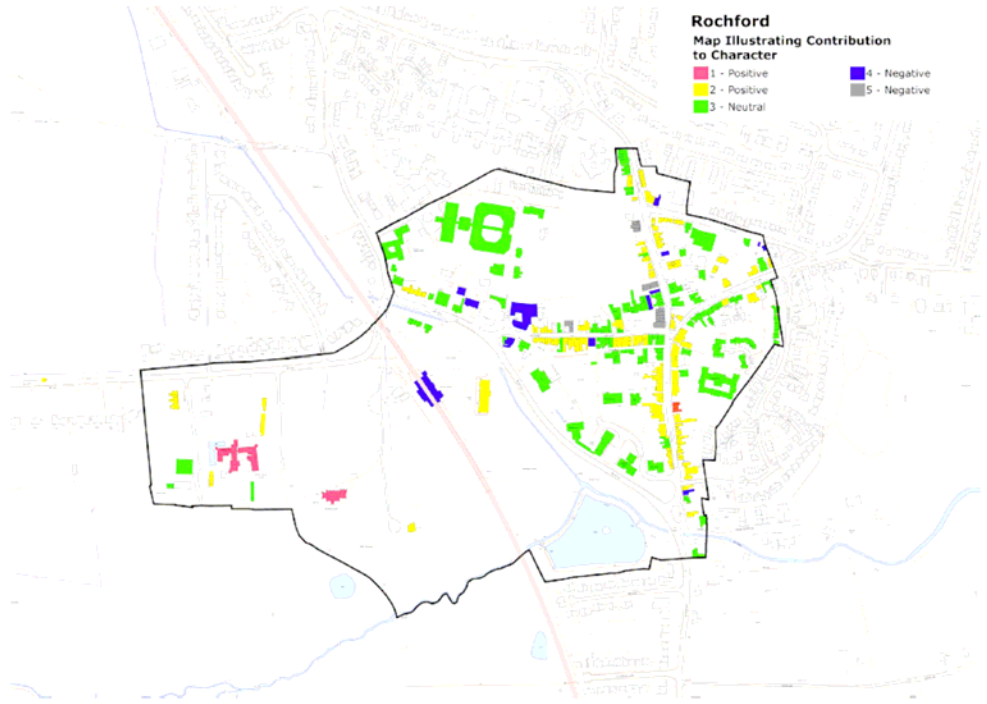 Rochford
Map Illustrating Contribution
to Character
1 - Positive
2 - Positive
3 - Neutral
4 - Negative
5 - Negative